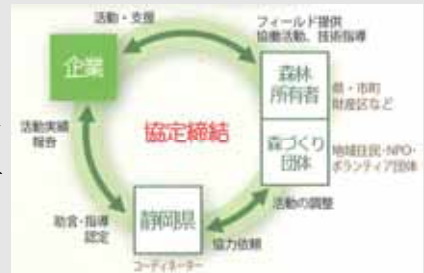 活動・支援
フィールド提供
協働活動、技術指導
企業
森林
所有者
県・市町
財産区など
協定締結
活動実績
報告
森づくり
団体
地域住民・NPO・
ボランティア団体
活動の調整
静岡県
助言・指導
認定
協力依頼
コーディネーター